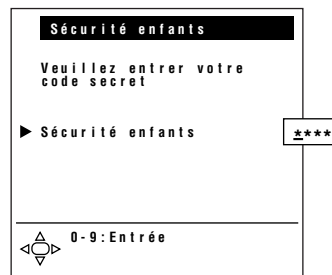 Sécurité enfants
Veuillez entrer votre
code secret
Sécurité enfants ****
0-9:Entrée